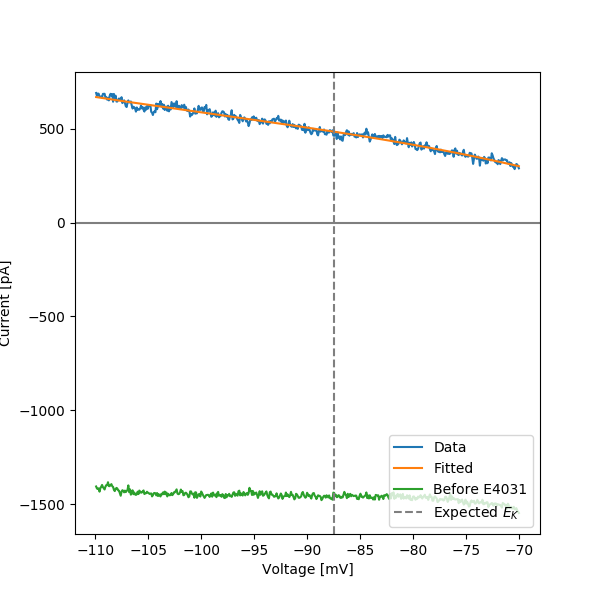 500
0
−500
−1000
−1500
Current [pA]
Data
Fitted
Before E4031
Expected E_K
−110 −105 −100 −95 −90 −85 −80 −75 −70
Voltage [mV]